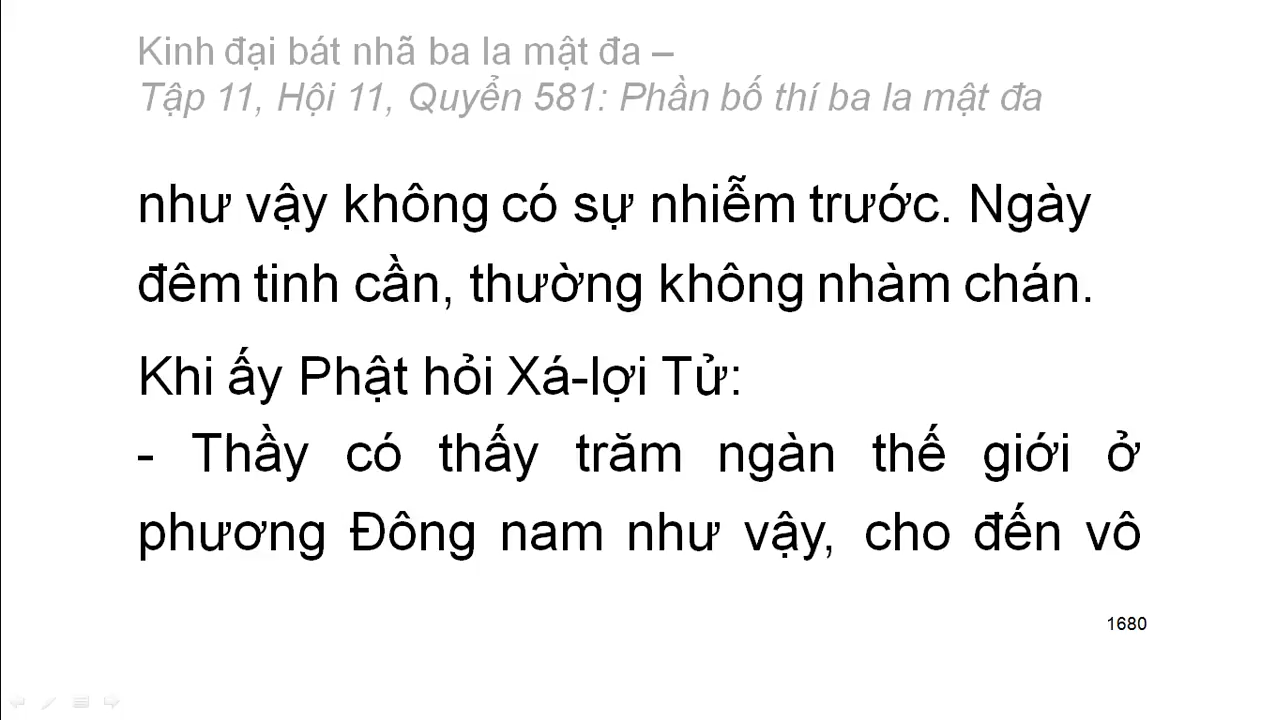 Kinh đại bát nhã ba la mật đa –
Tập 11, Hội 11, Quyển 581: Phần bố thí ba la mật đa
như vậy không có sự nhiễm trước. Ngày
đêm tinh cần, thường không nhàm chán.
Khi ấy Phật hỏi Xá-lợi Tử:
- Thầy có thấy trăm ngàn thế giới ở
phương Đông nam như vậy, cho đến vô
1680